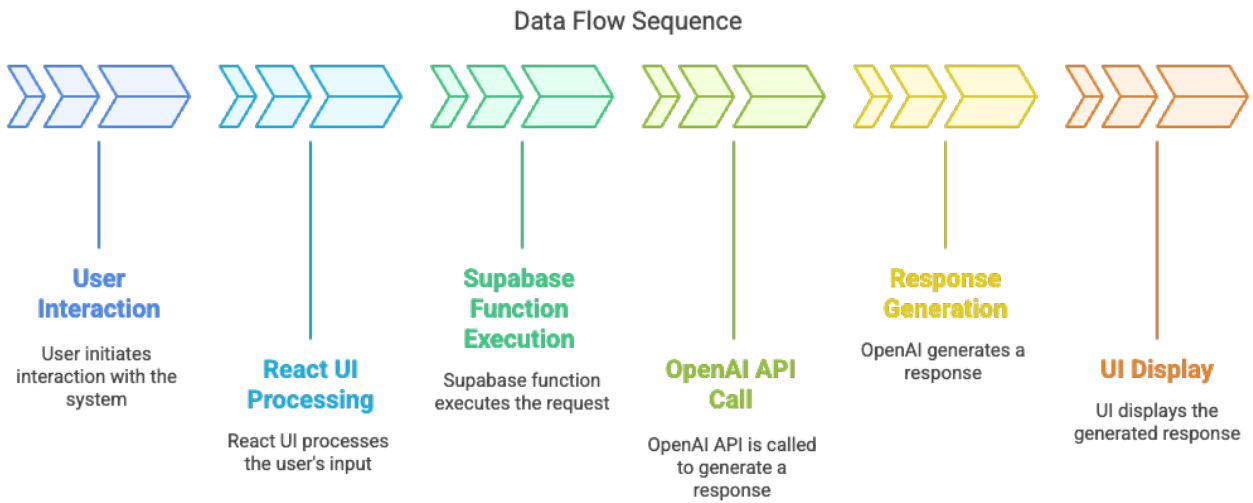 Data Flow Sequence
User
Interaction
User initiates
interaction with the
system
React UI
Processing
React UI processes
the user's input
Supabase
Function
Execution
Supabase function
executes the request
OpenAI API
Call
OpenAI API is called
to generate a
response
Response
Generation
OpenAI generates a
response
UI Display
UI displays the
generated response